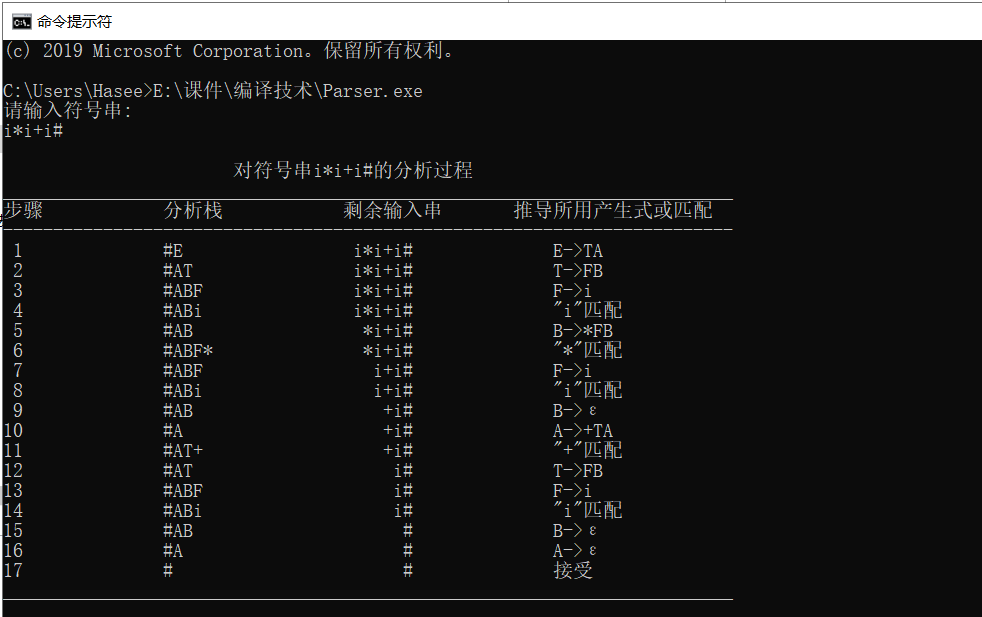 命令提示符
(c) 2019 Microsoft Corporation。保留所有权利。
C:\Users\Hasee>E:\课件\编译技术\Parser.exe
请输入符号串:
i*i+i#
对符号串i*i+i#的分析过程
步骤 分析栈 剩余输入串 推导所用产生式或匹配
1 #E i*i+i# E->TA
2 #AT i*i+i# T->FB
3 #ABF i*i+i# F->i
4 #ABi i*i+i# "i"匹配
5 #AB *i+i# B->*FB
6 #ABF* *i+i# "*"匹配
7 #ABF i+i# F->i
8 #ABi i+i# "i"匹配
9 #AB +i# B->ε
10 #A +i# A->+TA
11 #AT+ +i# "+"匹配
12 #AT i# T->FB
13 #ABF i# F->i
14 #ABi i# "i"匹配
15 #AB # B->ε
16 #A # A->ε
17 # # 接受